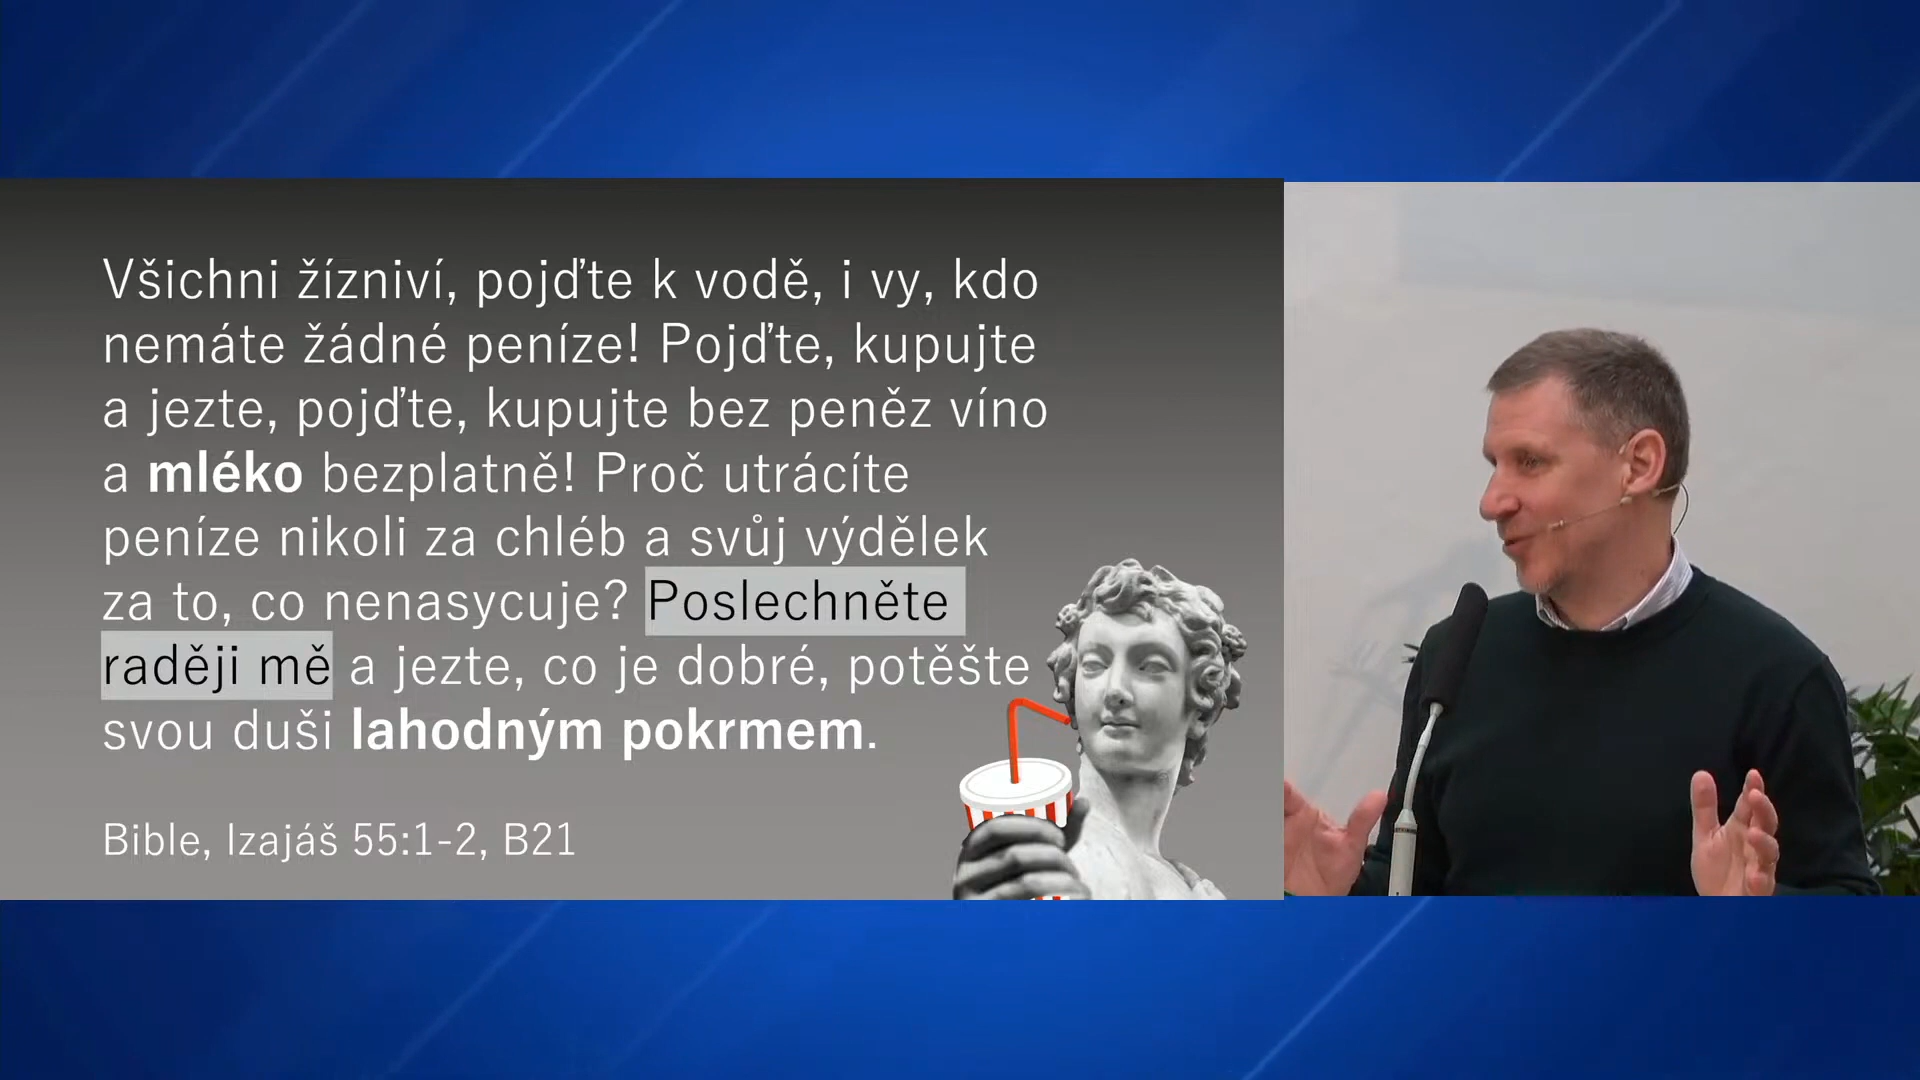 Všichni žízniví, pojďte k vodě, i vy, kdo
nemáte žádné peníze! Pojďte, kupujte
a jezte, pojďte, kupujte bez peněz víno
a mléko bezplatně! Proč utrácíte
peníze nikoli za chléb a svůj výdělek
za to, co nenasycuje? Poslechněte
raději mě a jezte, co je dobré, potěšte
svou duši lahodným pokrmem.
Bible, Izajáš 55:1-2, B21